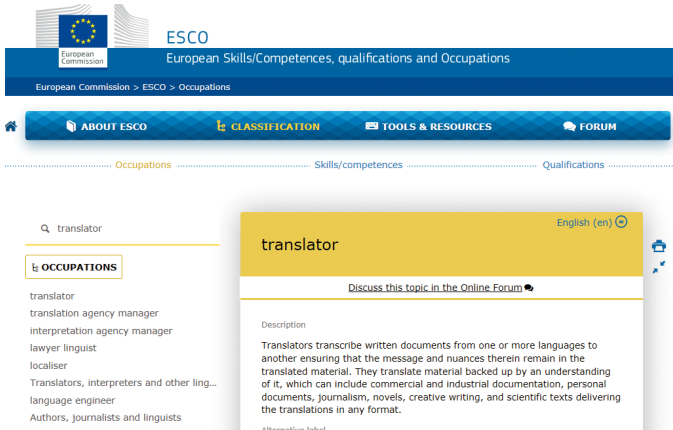 ESCO
European
Commission
European Skills/Competences, qualifications and Occupations
European Commission > ESCO > Occupations
ABOUT ESCO
CLASSIFICATION
TOOLS & RESOURCES
FORUM
Occupations
Skills/competences
Qualifications
translator
OCCUPATIONS
translator
translation agency manager
interpretation agency manager
lawyer linguist
localiser
Translators, interpreters and other ling...
language engineer
Authors, journalists and linguists
English (en)
translator
Discuss this topic in the Online Forum
Description
Translators transcribe written documents from one or more languages to
another ensuring that the message and nuances therein remain in the
translated material. They translate material backed up by an understanding
of it, which can include commercial and industrial documentation, personal
documents, journalism, novels, creative writing, and scientific texts delivering
the translations in any format.
Alternative label